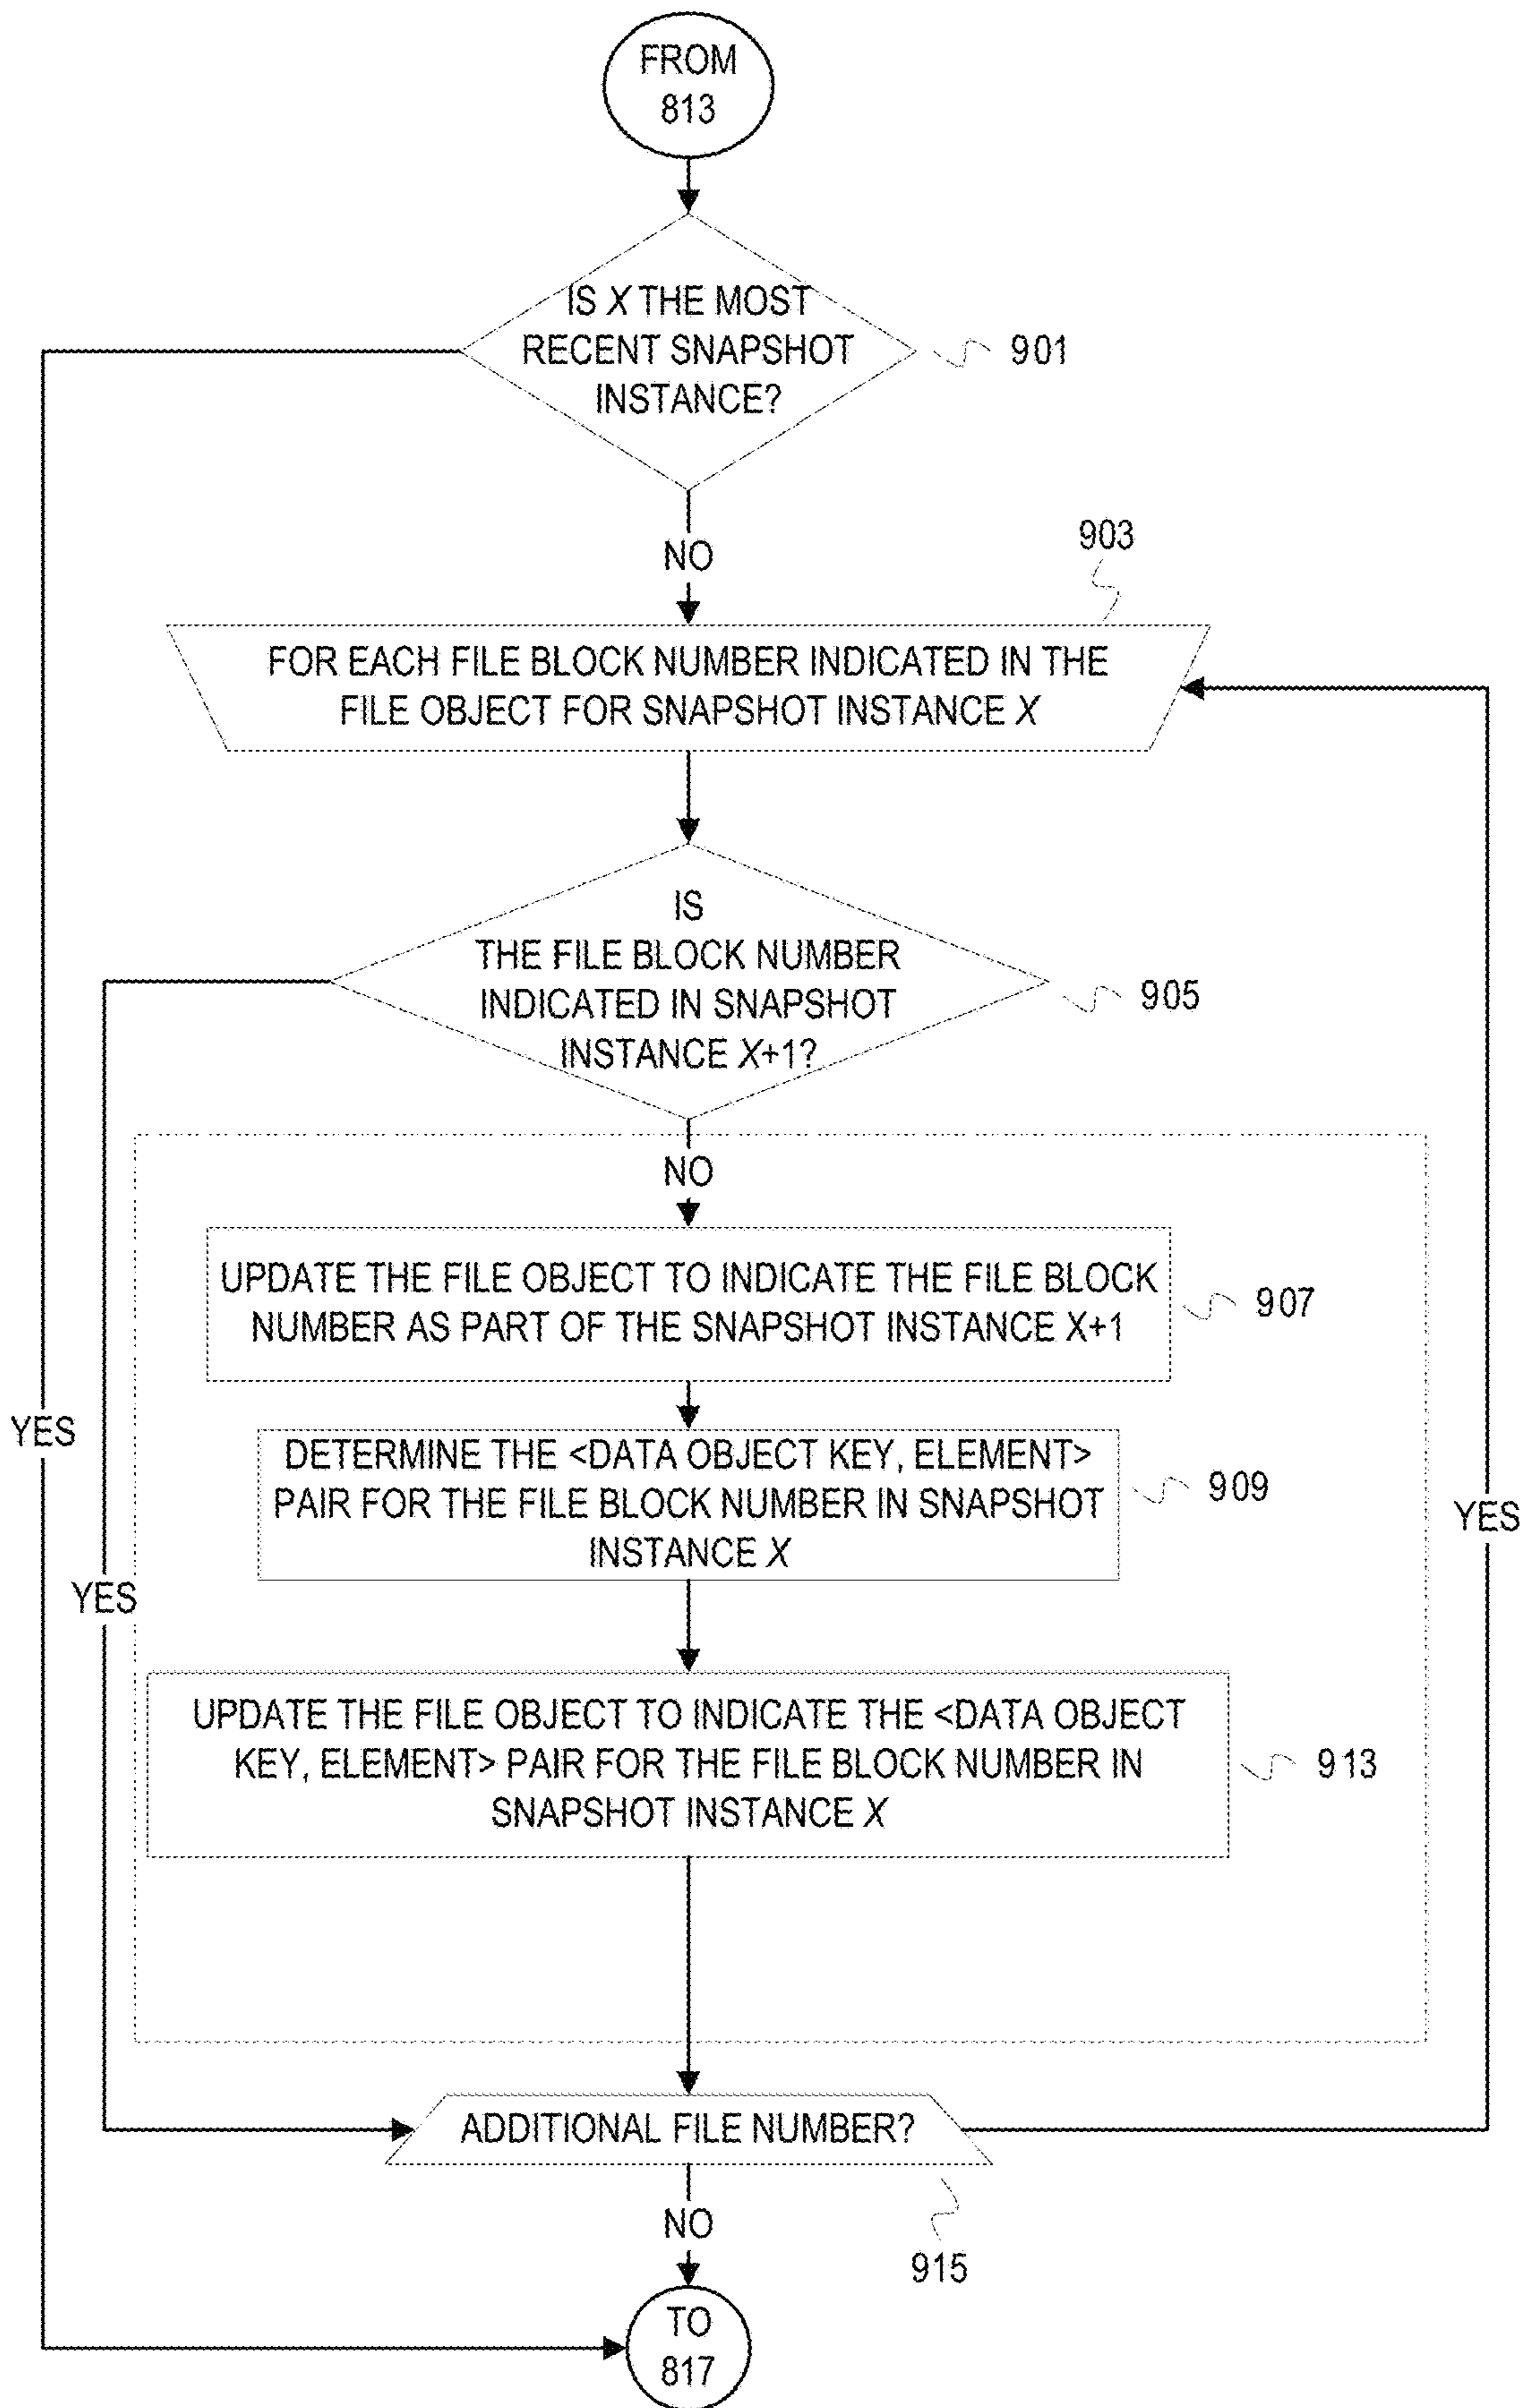 FROM
813
IS X THE MOST
RECENT SNAPSHOT
INSTANCE?
901
NO
903
FOR EACH FILE BLOCK NUMBER INDICATED IN THE
FILE OBJECT FOR SNAPSHOT INSTANCE X
IS
THE FILE BLOCK NUMBER
INDICATED IN SNAPSHOT
INSTANCE X+1?
905
NO
UPDATE THE FILE OBJECT TO INDICATE THE FILE BLOCK
NUMBER AS PART OF THE SNAPSHOT INSTANCE X+1
907
YES
DETERMINE THE <DATA OBJECT KEY, ELEMENT>
PAIR FOR THE FILE BLOCK NUMBER IN SNAPSHOT
INSTANCE X
909
YES
YES
UPDATE THE FILE OBJECT TO INDICATE THE <DATA OBJECT
KEY, ELEMENT> PAIR FOR THE FILE BLOCK NUMBER IN
SNAPSHOT INSTANCE X
913
ADDITIONAL FILE NUMBER?
NO
915
TO
817